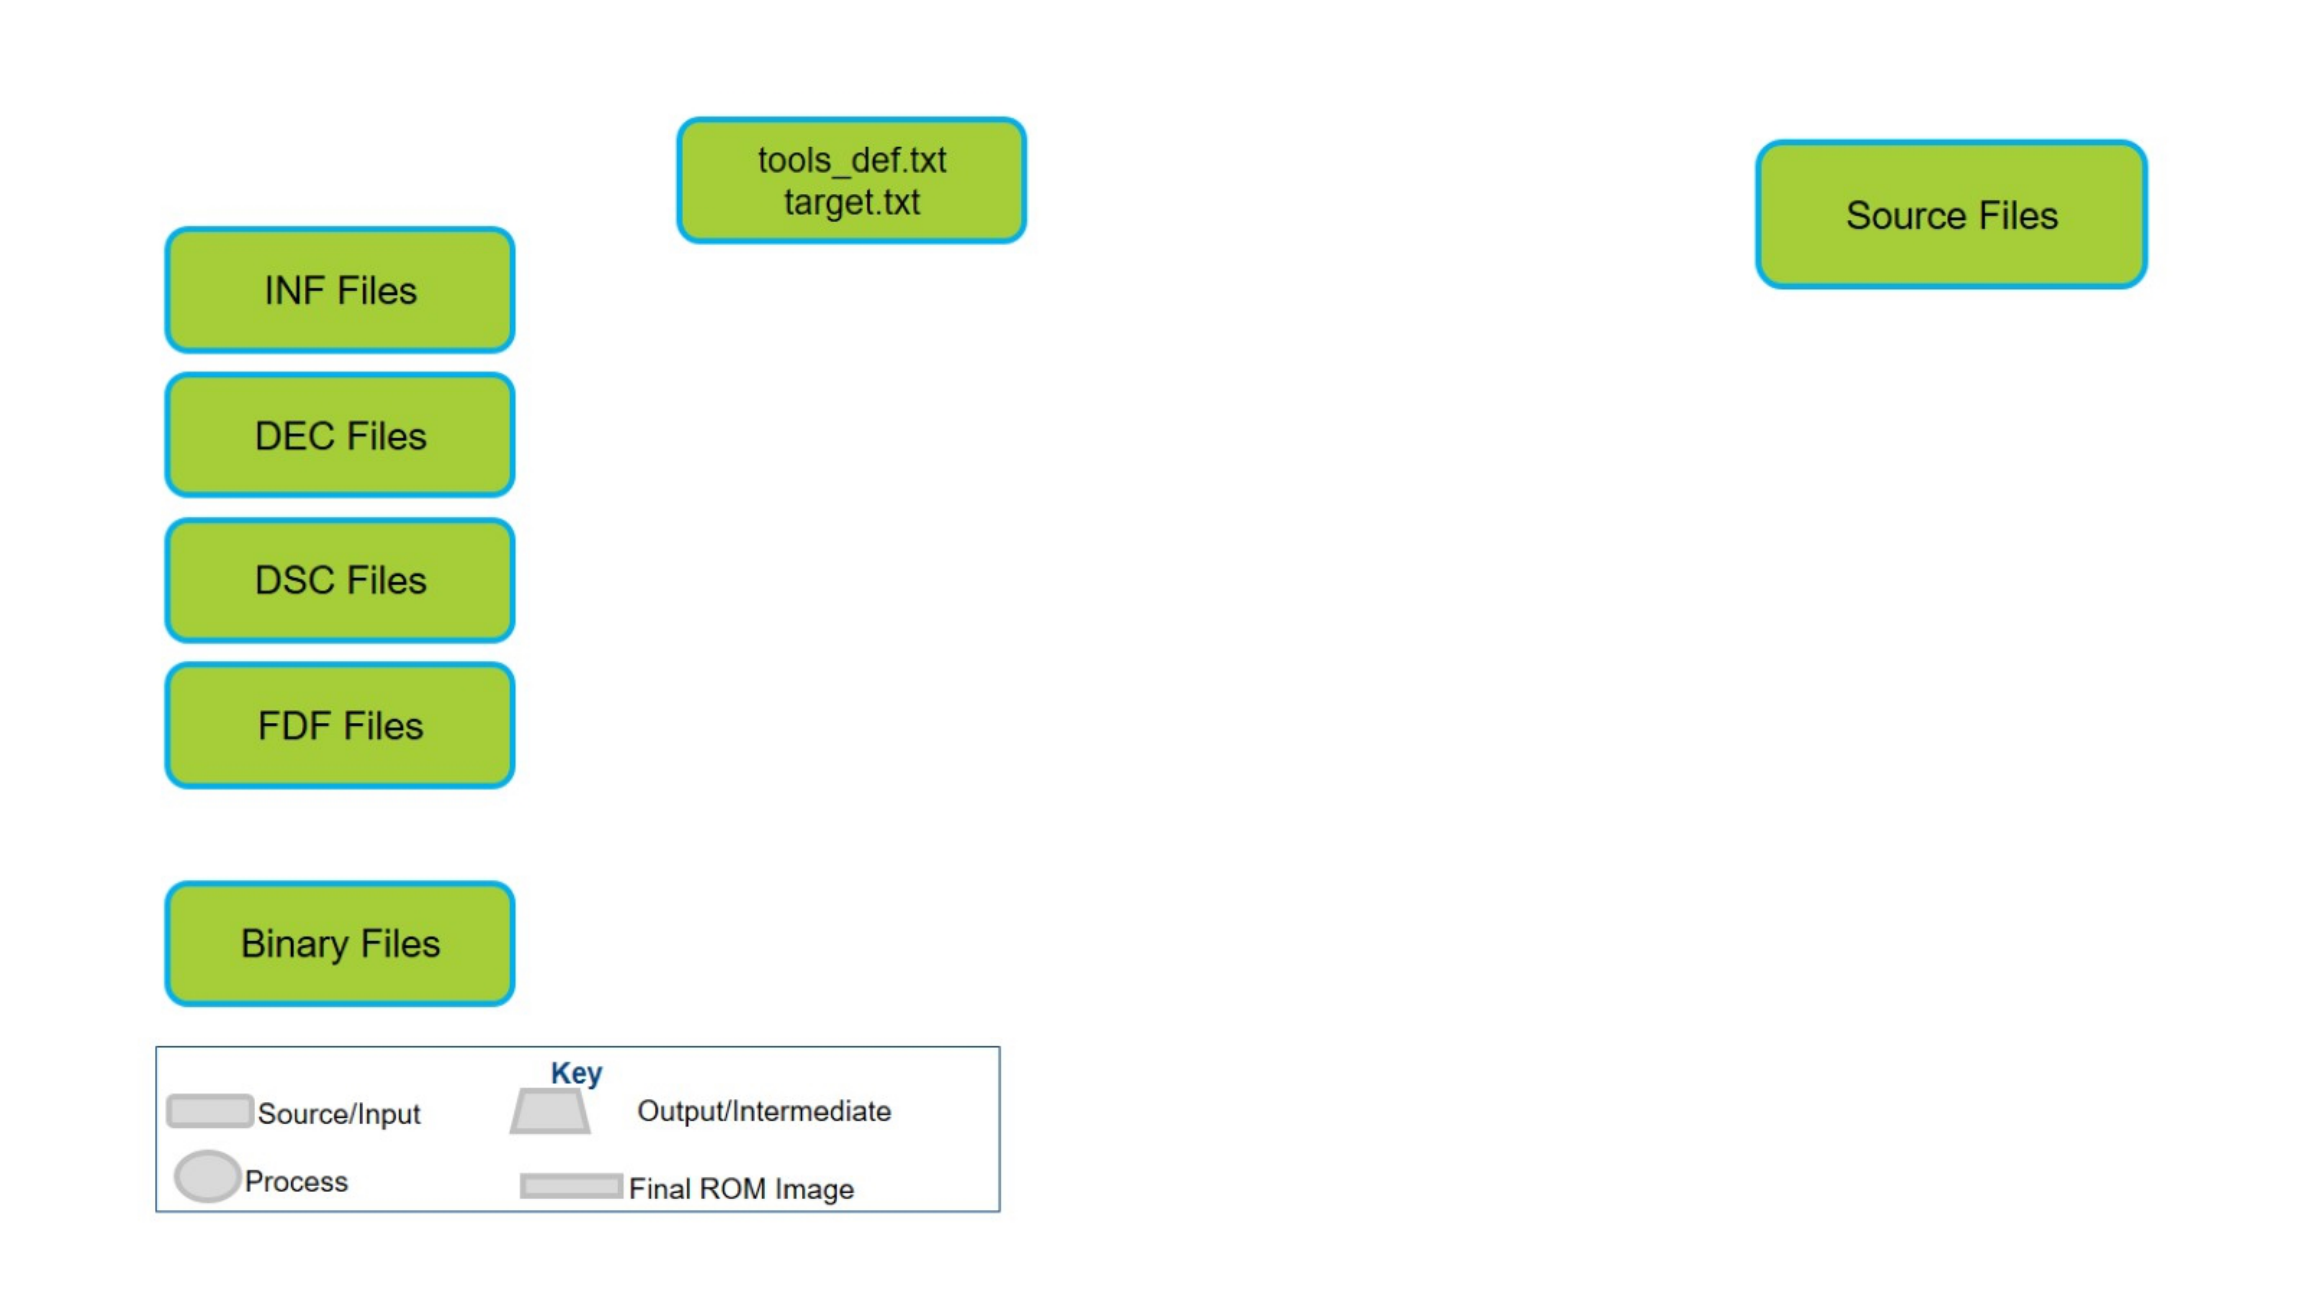 tools_def.txt
target.txt
Source Files
INF Files
DEC Files
DSC Files
FDF Files
Binary Files
Key
Source/Input
Output/Intermediate
Process
Final ROM Image